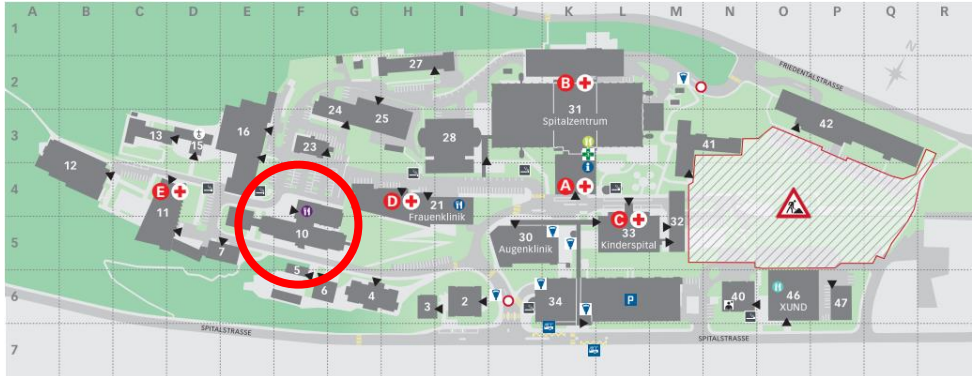 A B C D E F G H I J K L M N O P Q R
1
27
FRIEDENTALSTRASSE
N
2
B
24
25
31
Spitalzentrum
42
3
13
15
16
23
28
41
12
4
E
11
D
21
Frauenklinik
A
i
C
32
10
5
7
30
Augenklinik
33
Kinderspital
5
6
6
4
3
2
34
P
40
46
XUND
47
SPITALSTRASSE
SPITALSTRASSE
7